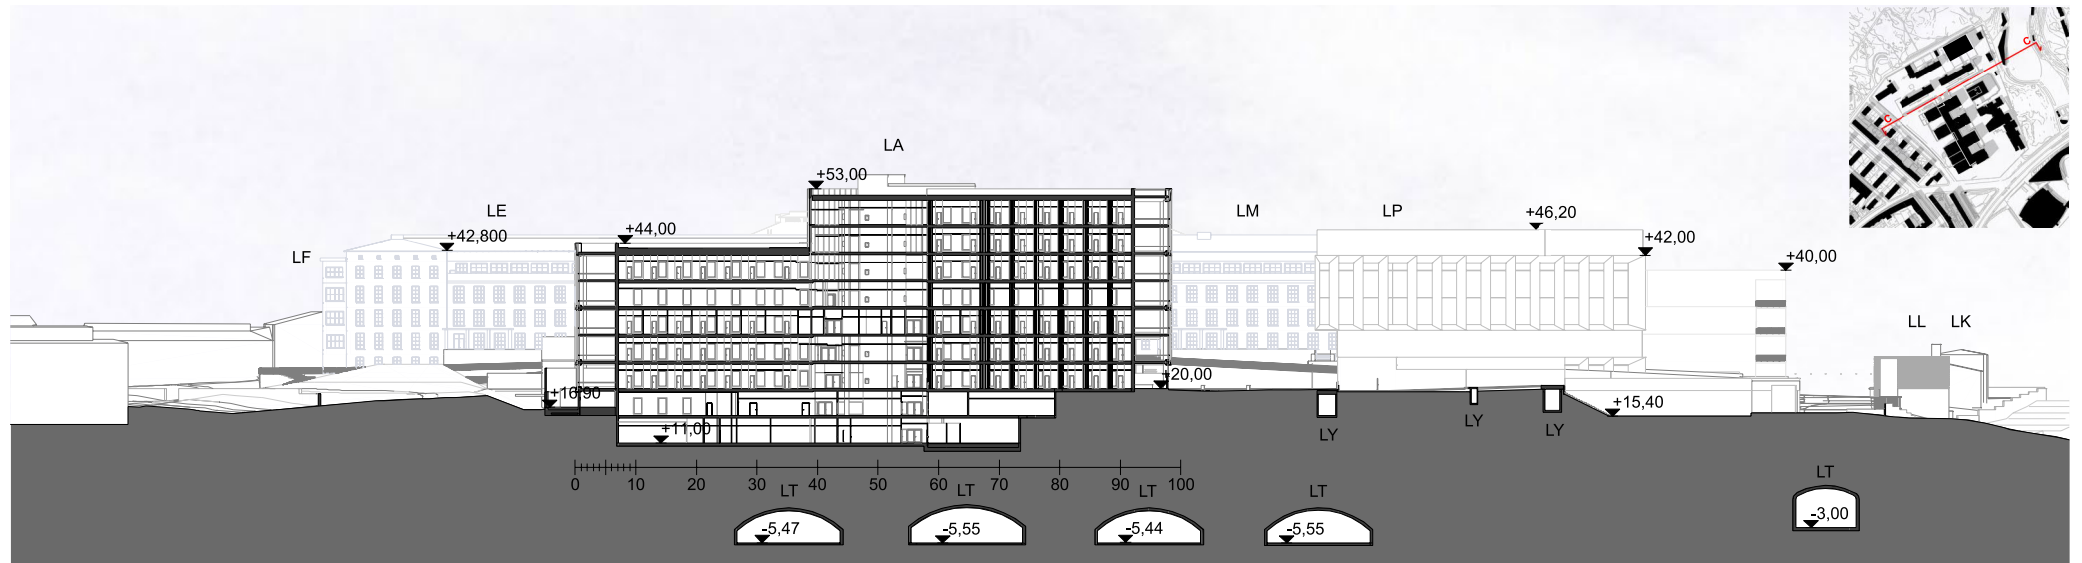 C
C
LA
+53,00
LE
LM
LP
+46,20
+42,800
+44,00
+42,00
LF
+40,00
LL
LK
+20,00
+16,90
+15,40
+11,00
LY
LY
LY
0 10 20 30 40 50 60 70 80 90 100
LT
LT
LT
LT
LT
-5,47
-5,55
-5,44
-5,55
-3,00